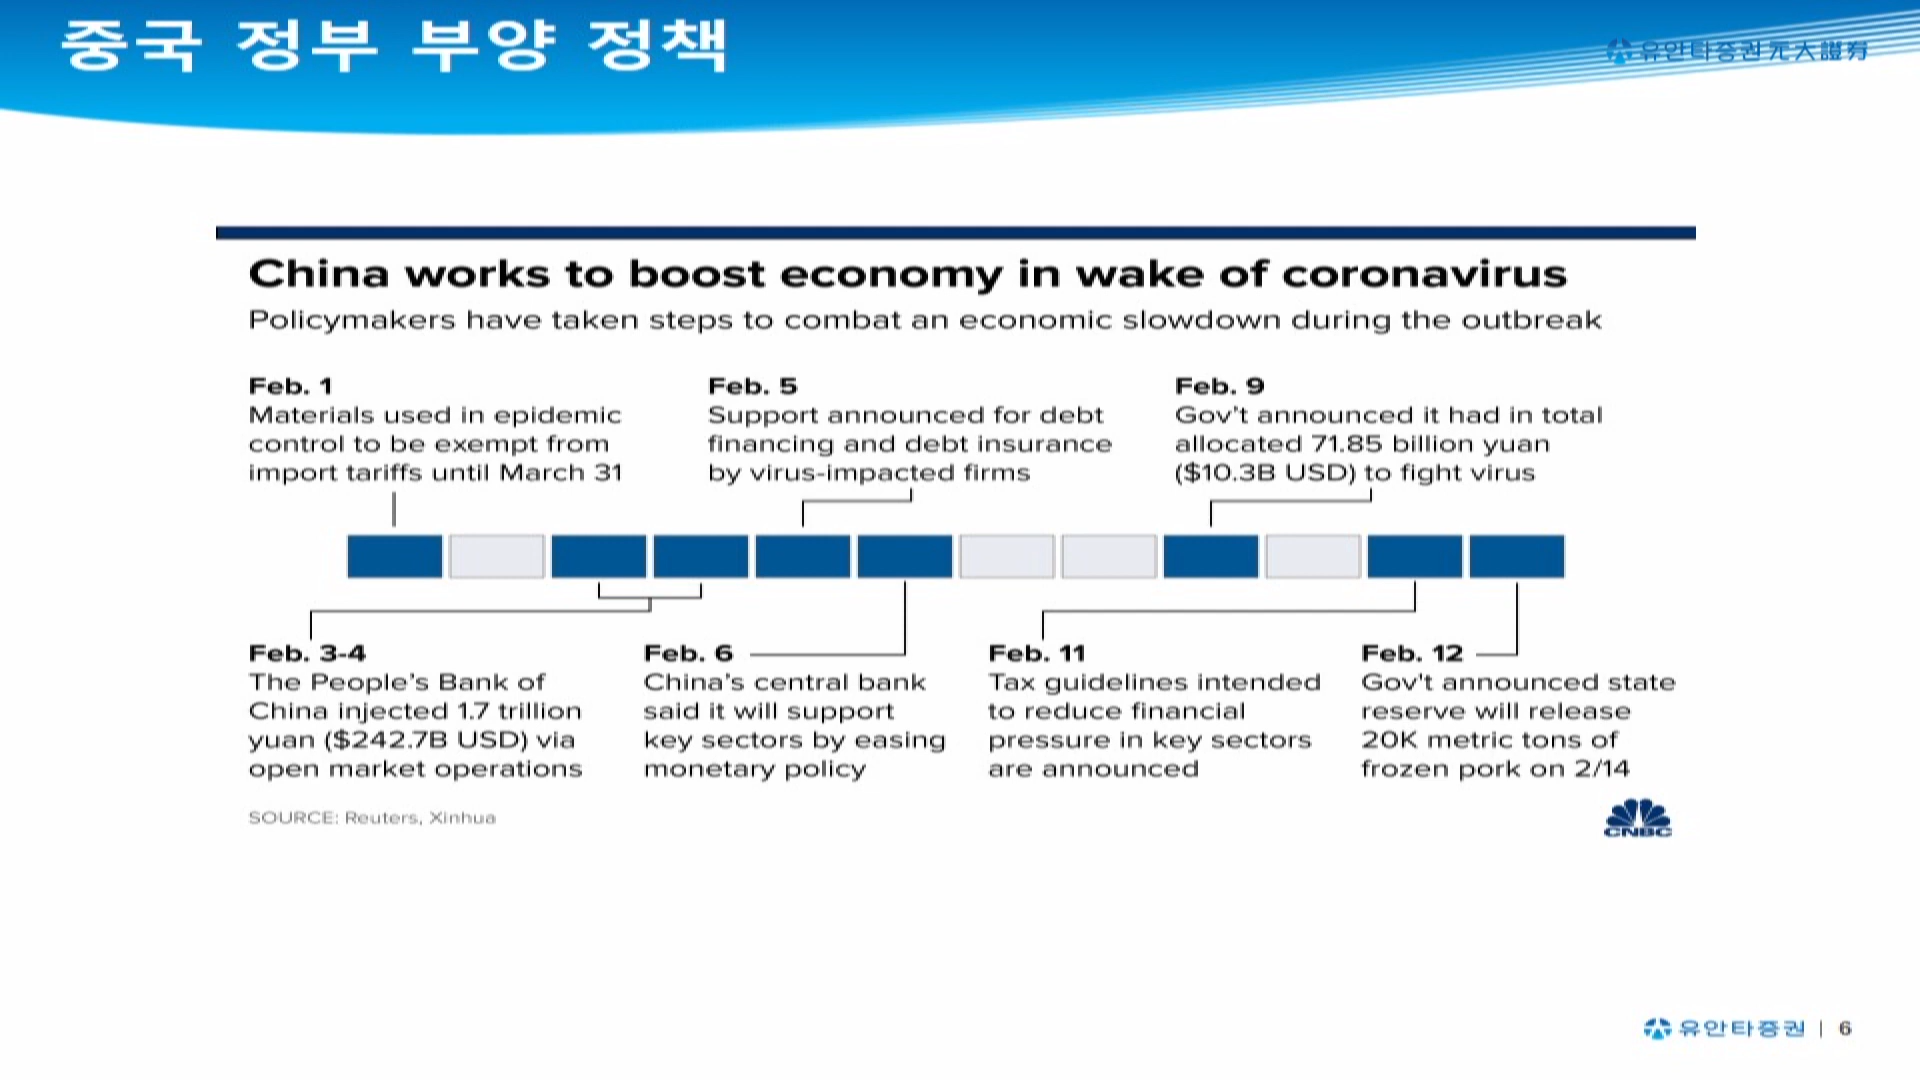 중국 정부 부양 정책
유안타증권 元大證券
China works to boost economy in wake of coronavirus
Policymakers have taken steps to combat an economic slowdown during the outbreak
Feb. 1
Materials used in epidemic
control to be exempt from
import tariffs until March 31
Feb. 5
Support announced for debt
financing and debt insurance
by virus-impacted firms
Feb. 9
Gov't announced it had in total
allocated 71.85 billion yuan
($10.3B USD) to fight virus
Feb. 3-4
The People's Bank of
China injected 1.7 trillion
yuan ($242.7B USD) via
open market operations
Feb. 6
China's central bank
said it will support
key sectors by easing
monetary policy
Feb. 11
Tax guidelines intended
to reduce financial
pressure in key sectors
are announced
Feb. 12
Gov't announced state
reserve will release
20K metric tons of
frozen pork on 2/14
SOURCE: Reuters, Xinhua
CNBC
유안타증권 | 6